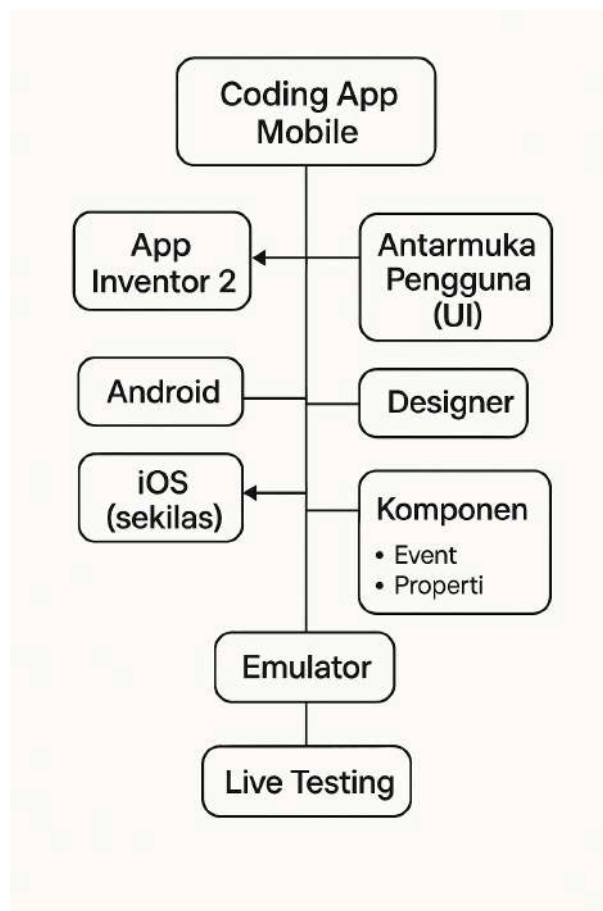 Coding App
Mobile
App
Inventor 2
Antarmuka
Pengguna
(UI)
Android
Designer
iOS
(sekilas)
Komponen
• Event
• Properti
Emulator
Live Testing